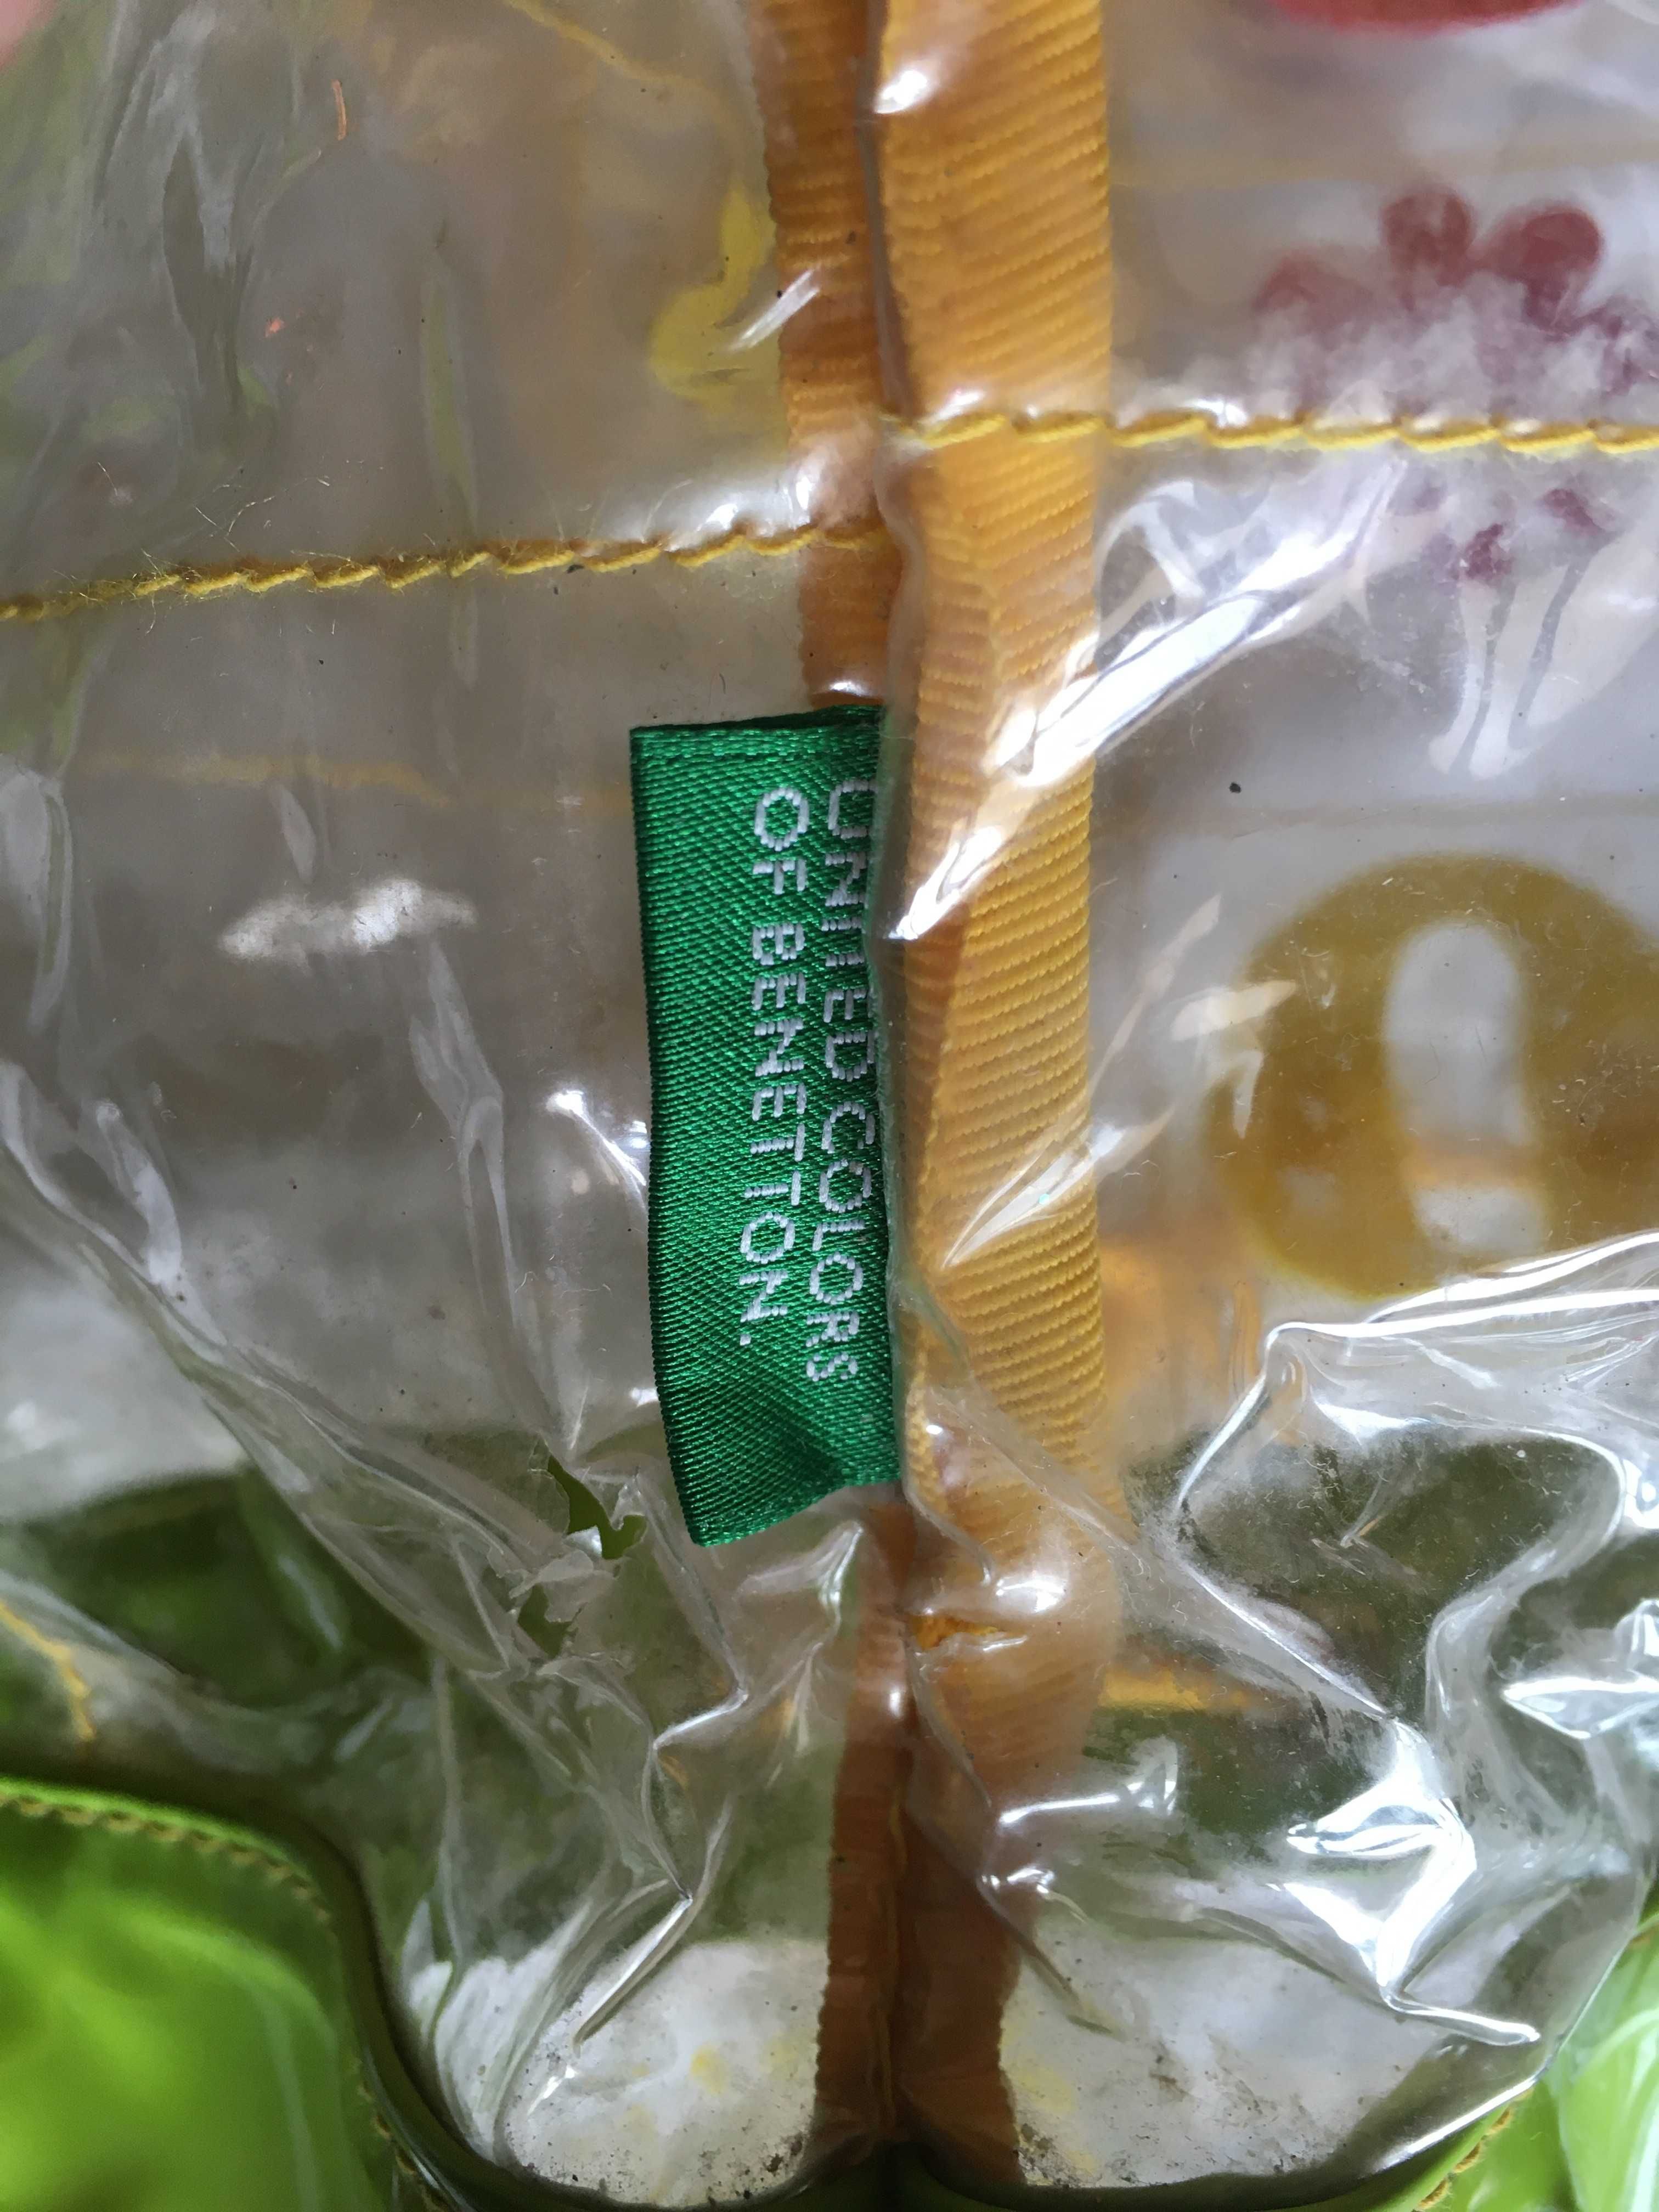 UNITED COLORS
OF BENETTON.